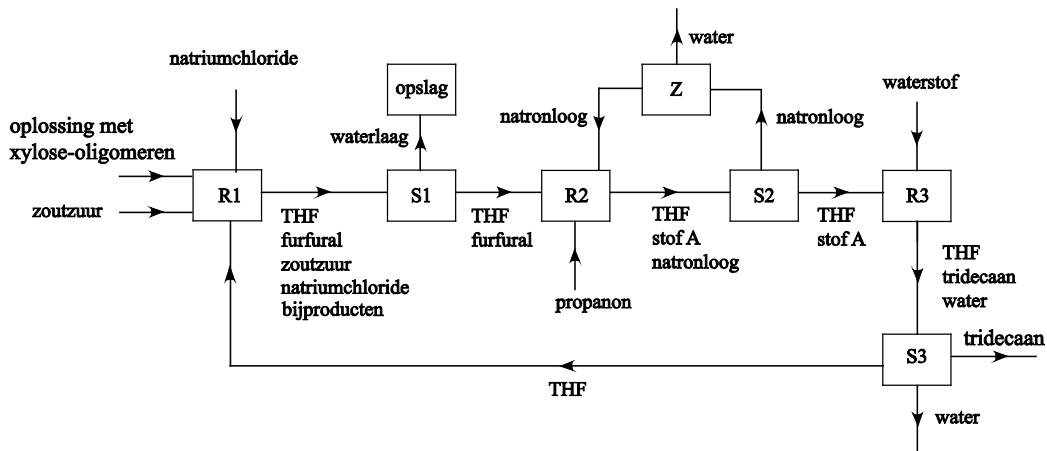 water
natriumchloride
opslag
Z
waterstof
natronloog
natronloog
oplossing met
xylose-oligomeren
waterlaag
R1
S1
R2
S2
R3
zoutzuur
THF
furfural
zoutzuur
natriumchloride
bijproducten
THF
furfural
THF
stof A
natronloog
THF
stof A
propanon
THF
tridecaan
water
S3
tridecaan
THF
water